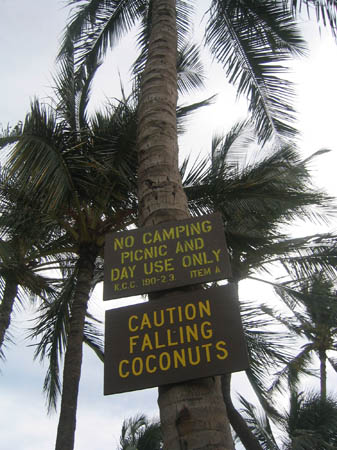 NO CAMPING
PICNIC AND
DAY USE ONLY
K.C.C. 190-2.3 ITEM A
CAUTION
FALLING
COCONUTS